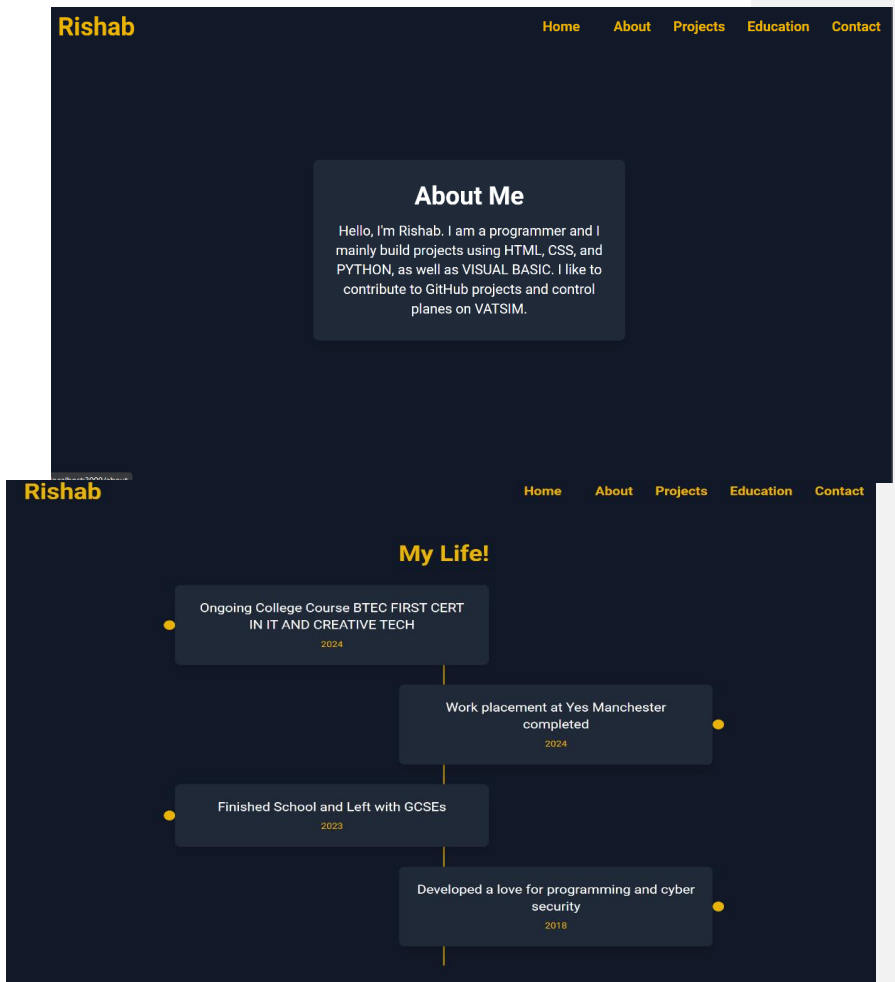 Rishab
Home About Projects Education Contact
About Me
Hello, I'm Rishab. I am a programmer and I
mainly build projects using HTML, CSS, and
PYTHON, as well as VISUAL BASIC. I like to
contribute to GitHub projects and control
planes on VATSIM.
Rishab
Home About Projects Education Contact
My Life!
Ongoing College Course BTEC FIRST CERT
IN IT AND CREATIVE TECH
2024
Work placement at Yes Manchester
completed
2024
Finished School and Left with GCSEs
2023
Developed a love for programming and cyber
security
2018